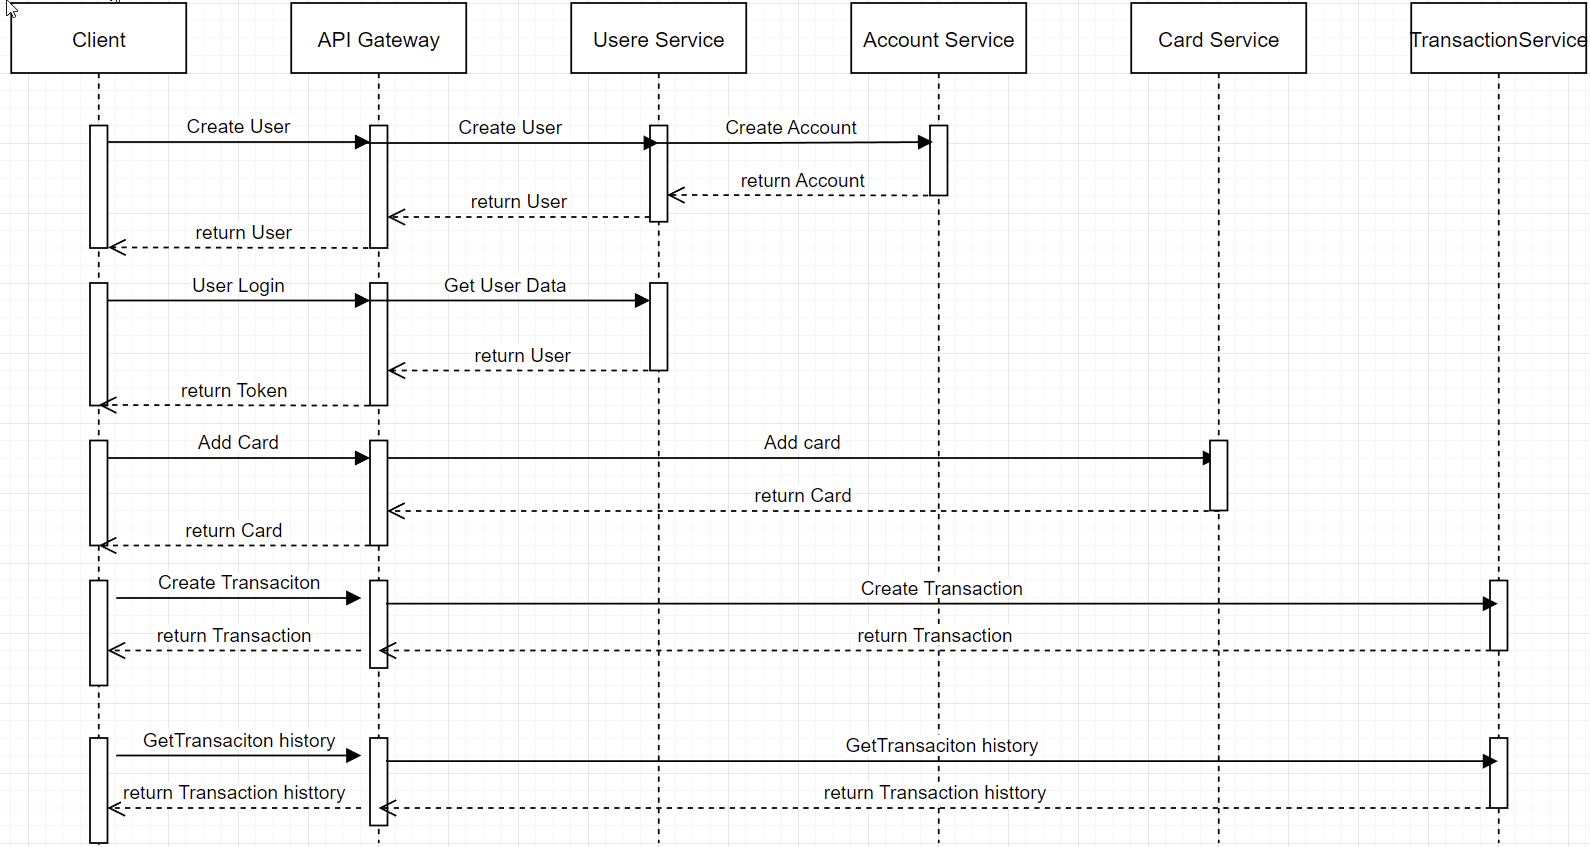 Client
API Gateway
Usere Service
Account Service
Card Service
TransactionService
Create User
Create User
Create Account
return Account
return User
return User
User Login
Get User Data
return User
return Token
Add Card
Add card
return Card
return Card
Create Transaciton
Create Transaction
return Transaction
return Transaction
GetTransaciton history
GetTransaciton history
return Transaction histtory
return Transaction histtory